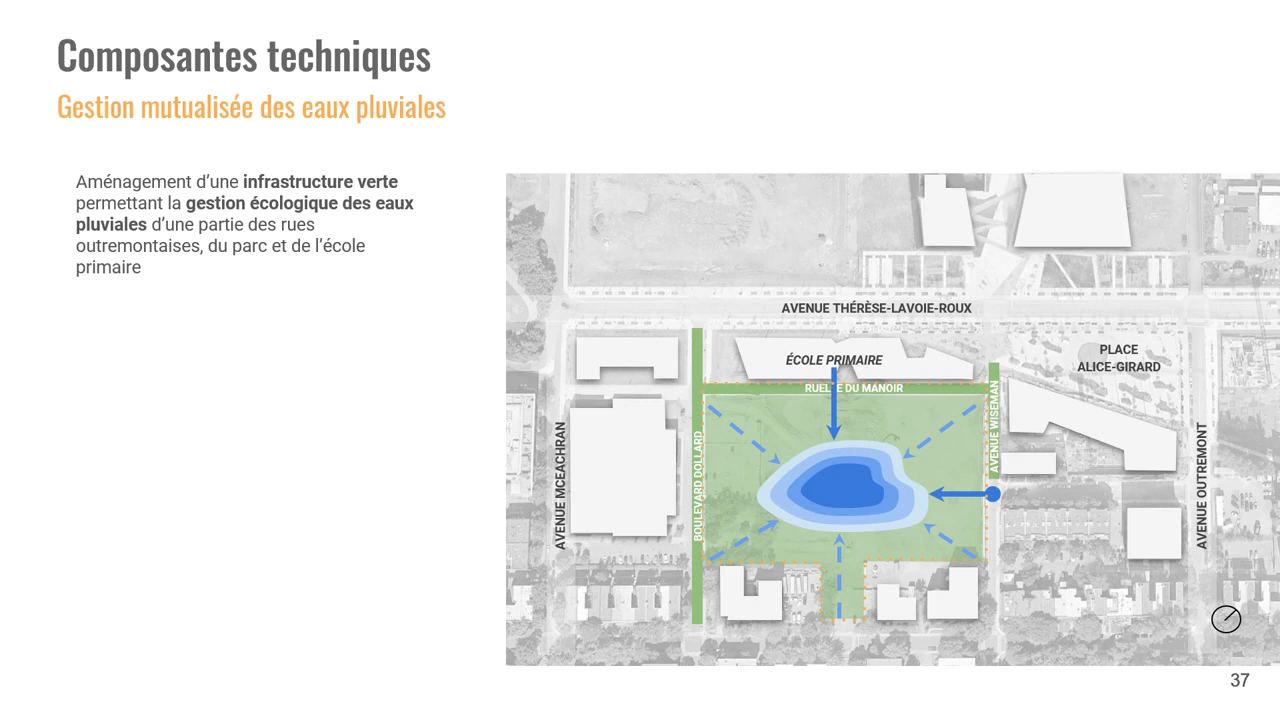 Composantes techniques
Gestion mutualisée des eaux pluviales
Aménagement d’une infrastructure verte
permettant la gestion écologique des eaux
pluviales d’une partie des rues
outremontaises, du parc et de l’école
primaire
AVENUE THÉRÈSE-LAVOIE-ROUX
ÉCOLE PRIMAIRE
PLACE
ALICE-GIRARD
RUELLE DU MANOIR
AVENUE WISEMAN
AVENUE MCEACHRAN
BOULEVARD DOLLARD
AVENUE OUTREMONT
37